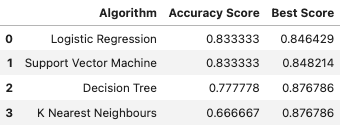 Algorithm Accuracy Score Best Score
0 Logistic Regression 0.833333 0.846429
1 Support Vector Machine 0.833333 0.848214
2 Decision Tree 0.777778 0.876786
3 K Nearest Neighbours 0.666667 0.876786